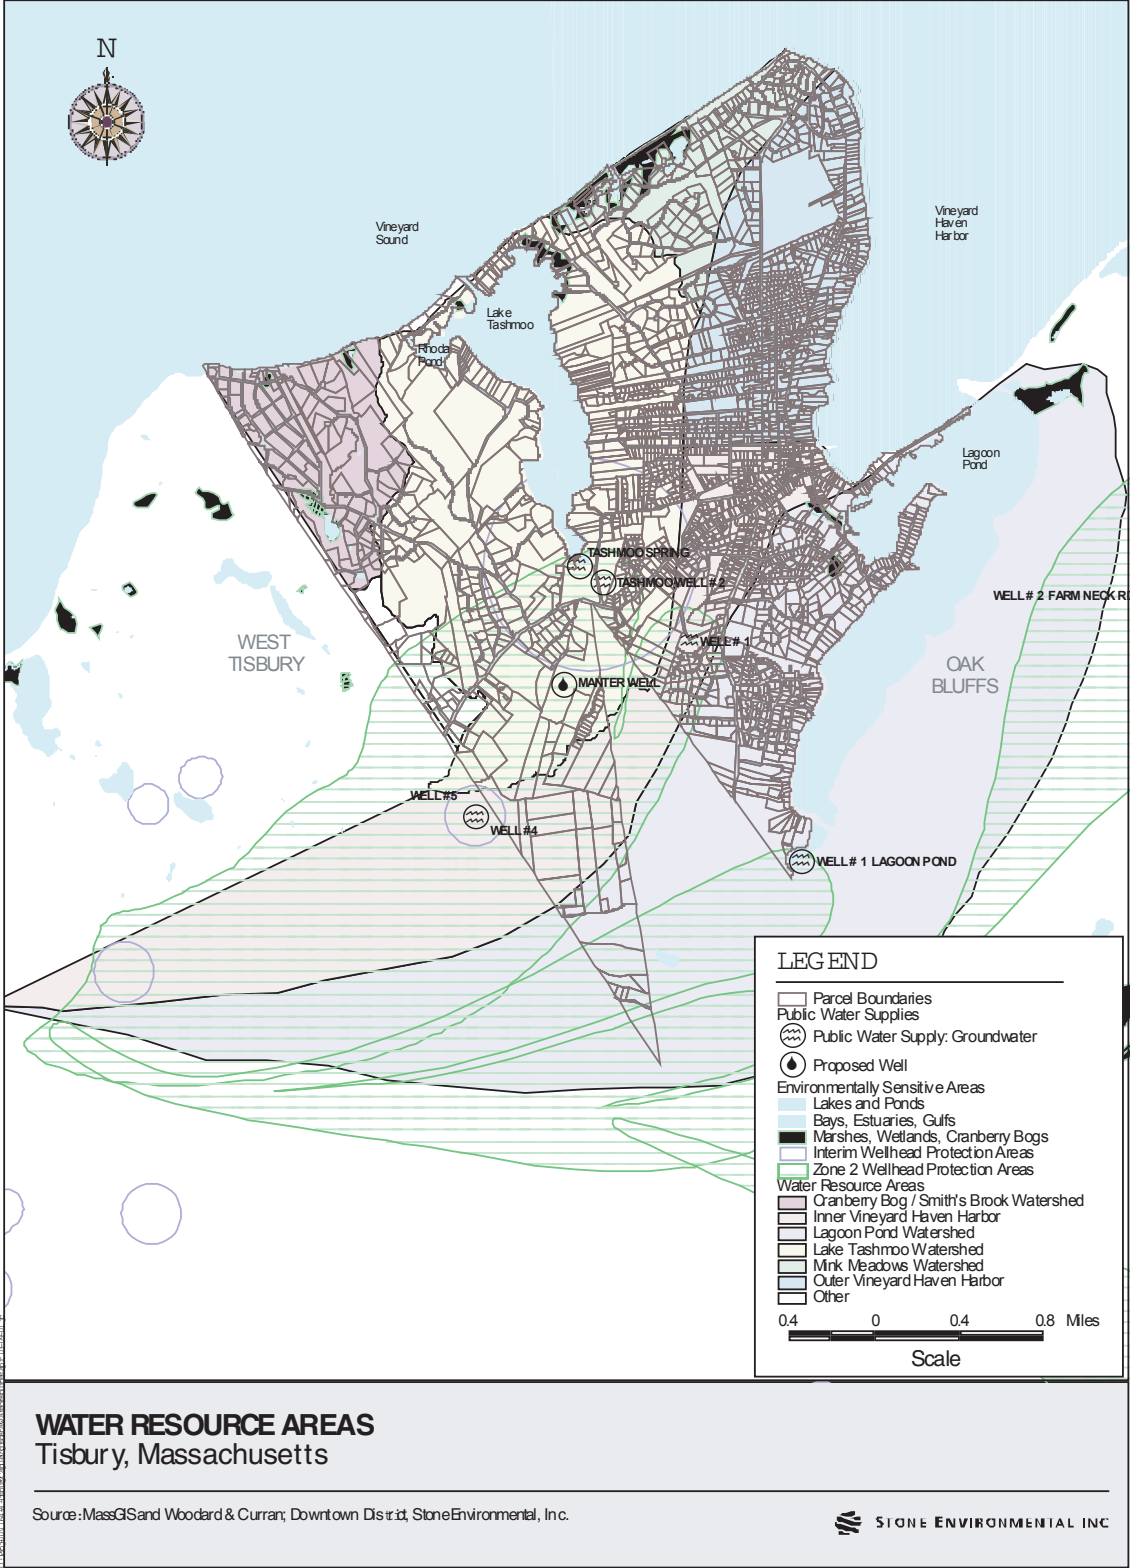 N
Vineyard
Sound
Vineyard
Haven
Harbor
Lake
Tashmoo
Rhoda
Pond
Lagoon
Pond
TASHMOO SPRING
TASHMOO WELL # 2
WELL # 2 FARM NECK R
WEST
TISBURY
WELL # 1
OAK
BLUFFS
MANTER WELL
WELL #5
WELL #4
WELL # 1 LAGOON POND
LEGEND
Parcel Boundaries
Public Water Supplies
Public Water Supply: Groundwater
Proposed Well
Environmentally Sensitive Areas
Lakes and Ponds
Bays, Estuaries, Gulfs
Marshes, Wetlands, Cranberry Bogs
Interim Wellhead Protection Areas
Zone 2 Wellhead Protection Areas
Water Resource Areas
Cranberry Bog / Smith's Brook Watershed
Inner Vineyard Haven Harbor
Lagoon Pond Watershed
Lake Tashmoo Watershed
Mink Meadows Watershed
Outer Vineyard Haven Harbor
Other
0.4 0 0.4 0.8 Miles
Scale
WATER RESOURCE AREAS
Tisbury, Massachusetts
Source: MassGIS and Woodard & Curran; Downtown District, Stone Environmental, Inc.
STONE ENVIRONMENTAL INC